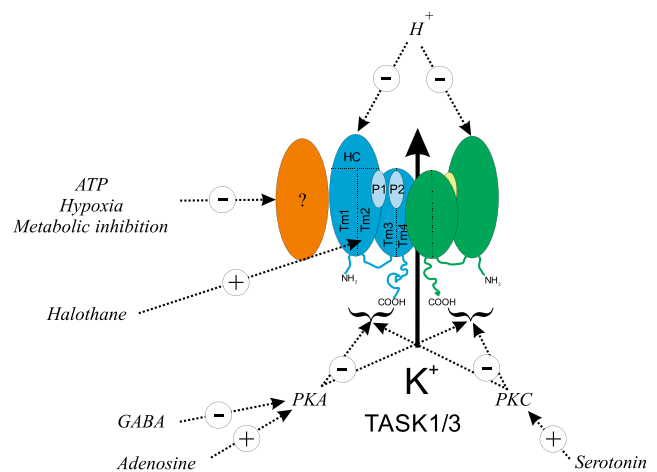 H+
-
-
HC
P1 P2
ATP
Hypoxia
Metabolic inhibition
-
?
Tm1
Tm2
Tm3
Tm4
NH2
NH2
+
COOH
COOH
Halothane
-
-
K+
PKA
PKC
TASK1/3
GABA
-
Adenosine
+
+
Serotonin